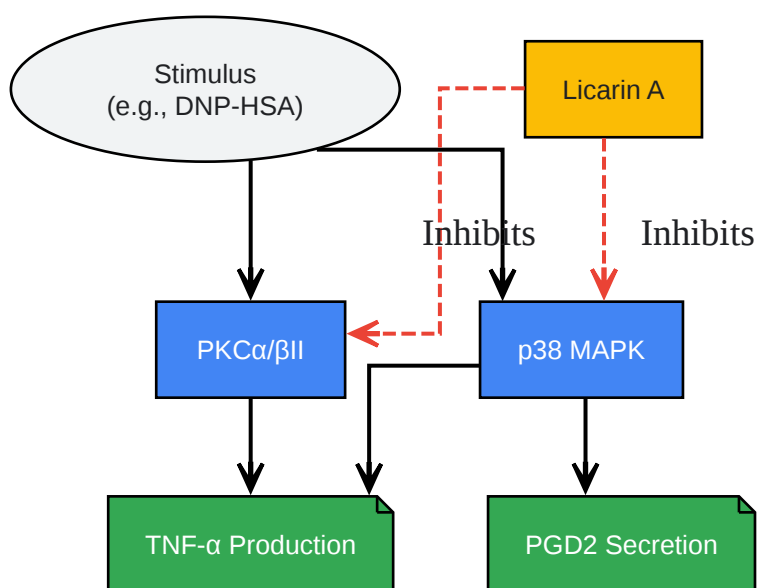 Stimulus
(e.g., DNP-HSA)
Licarin A
Inhibits
Inhibits
PKCα/βII
p38 MAPK
TNF-α Production
PGD2 Secretion